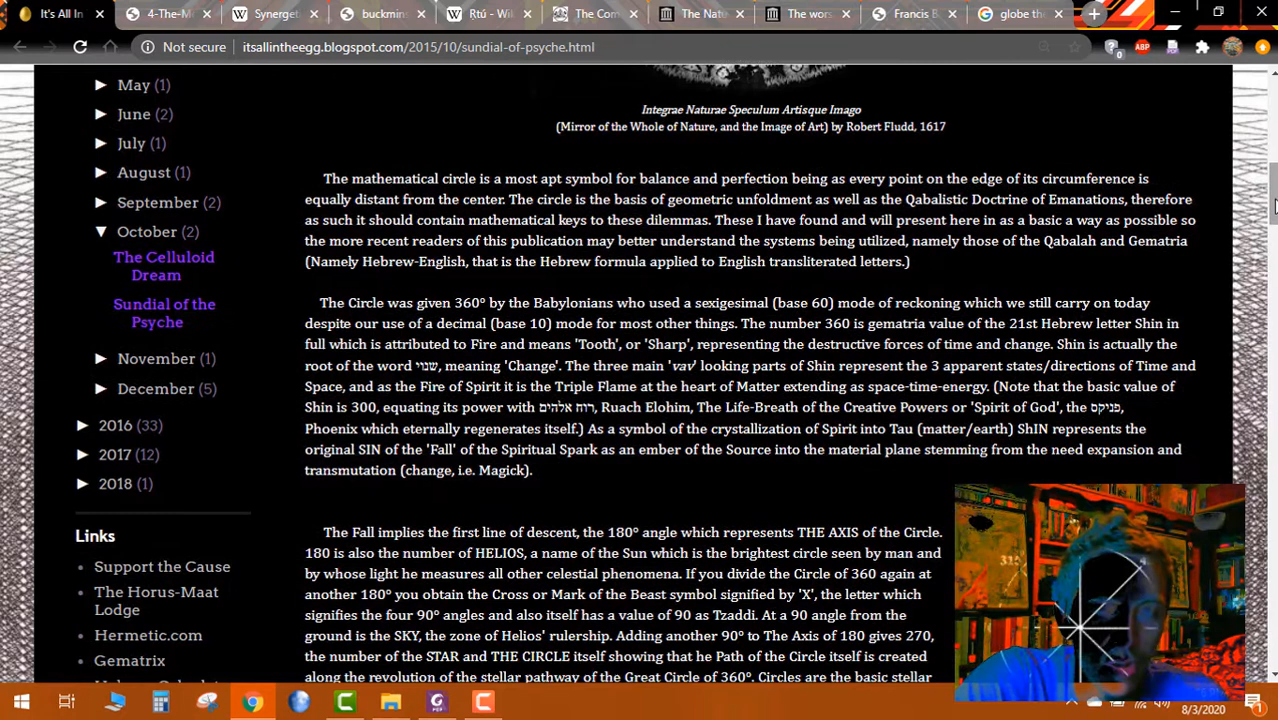 It's All In
4-The-M
Synerget
buckmins
Ṛtú - Wik
The Com
The Natu
The wors
Francis B
globe the
Not secure
itsallintheegg.blogspot.com/2015/10/sundial-of-psyche.html
ABP
0
► May (1)
► June (2)
► July (1)
► August (1)
► September (2)
▼ October (2)
The Celluloid
Dream
Sundial of the
Psyche
► November (1)
► December (5)
► 2016 (33)
► 2017 (12)
► 2018 (1)
Links
Support the Cause
The Horus-Maat
Lodge
Hermetic.com
Gematrix
Integrae Naturae Speculum Artisque Imago
(Mirror of the Whole of Nature, and the Image of Art) by Robert Fludd, 1617
The mathematical circle is a most apt symbol for balance and perfection being as every point on the edge of its circumference is
equally distant from the center. The circle is the basis of geometric unfoldment as well as the Qabalistic Doctrine of Emanations, therefore
as such it should contain mathematical keys to these dilemmas. These I have found and will present here in as a basic a way as possible so
the more recent readers of this publication may better understand the systems being utilized, namely those of the Qabalah and Gematria
(Namely Hebrew-English, that is the Hebrew formula applied to English transliterated letters.)
The Circle was given 360° by the Babylonians who used a sexigesimal (base 60) mode of reckoning which we still carry on today
despite our use of a decimal (base 10) mode for most other things. The number 360 is gematria value of the 21st Hebrew letter Shin in
full which is attributed to Fire and means 'Tooth', or 'Sharp', representing the destructive forces of time and change. Shin is actually the
root of the word שנוי, meaning 'Change'. The three main 'vav' looking parts of Shin represent the 3 apparent states/directions of Time and
Space, and as the Fire of Spirit it is the Triple Flame at the heart of Matter extending as space-time-energy. (Note that the basic value of
Shin is 300, equating its power with רוח אלהים, Ruach Elohim, The Life-Breath of the Creative Powers or 'Spirit of God', the פניקס,
Phoenix which eternally regenerates itself.) As a symbol of the crystallization of Spirit into Tau (matter/earth) ShIN represents the
original SIN of the 'Fall' of the Spiritual Spark as an ember of the Source into the material plane stemming from the need expansion and
transmutation (change, i.e. Magick).
The Fall implies the first line of descent, the 180° angle which represents THE AXIS of the Circle.
180 is also the number of HELIOS, a name of the Sun which is the brightest circle seen by man and
by whose light he measures all other celestial phenomena. If you divide the Circle of 360 again at
another 180° you obtain the Cross or Mark of the Beast symbol signified by 'X', the letter which
signifies the four 90° angles and also itself has a value of 90 as Tzaddi. At a 90 angle from the
ground is the SKY, the zone of Helios' rulership. Adding another 90° to The Axis of 180 gives 270,
the number of the STAR and THE CIRCLE itself showing that he Path of the Circle itself is created
along the revolution of the stellar pathway of the Great Circle of 360°. Circles are the basic stellar
8/3/2020
1